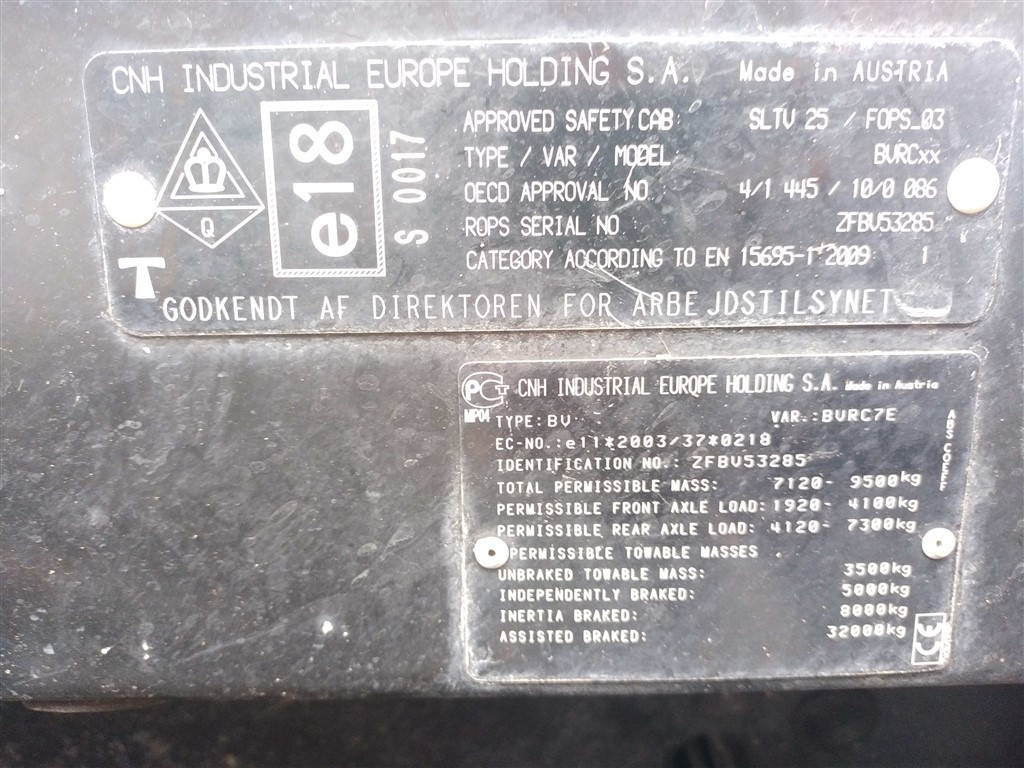 CNH INDUSTRIAL EUROPE HOLDING S.A. Made in AUSTRIA
Q
e18
S 0017
APPROVED SAFETY CAB SLTV 25 / FOPS_03
TYPE / VAR / MODEL BVRCxx
OECD APPROVAL NO 4/1 445 / 10/0 086
ROPS SERIAL NO ZFBV53285
CATEGORY ACCORDING TO EN 15695-1:2009 1
T
GODKENDT AF DIREKTOREN FOR ARBEJDSTILSYNET
PCT CNH INDUSTRIAL EUROPE HOLDING S.A. Made in Austria
MP04 TYPE: BV VAR.: BVRC7E
EC-NO.: e11*2003/37*0218
IDENTIFICATION NO.: ZFBV53285
TOTAL PERMISSIBLE MASS: 7120- 9500kg
PERMISSIBLE FRONT AXLE LOAD: 1920- 4100kg
PERMISSIBLE REAR AXLE LOAD: 4120- 7300kg
PERMISSIBLE TOWABLE MASSES
UNBRAKED TOWABLE MASS: 3500kg
INDEPENDENTLY BRAKED: 5000kg
INERTIA BRAKED: 8000kg
ASSISTED BRAKED: 32000kg
CE